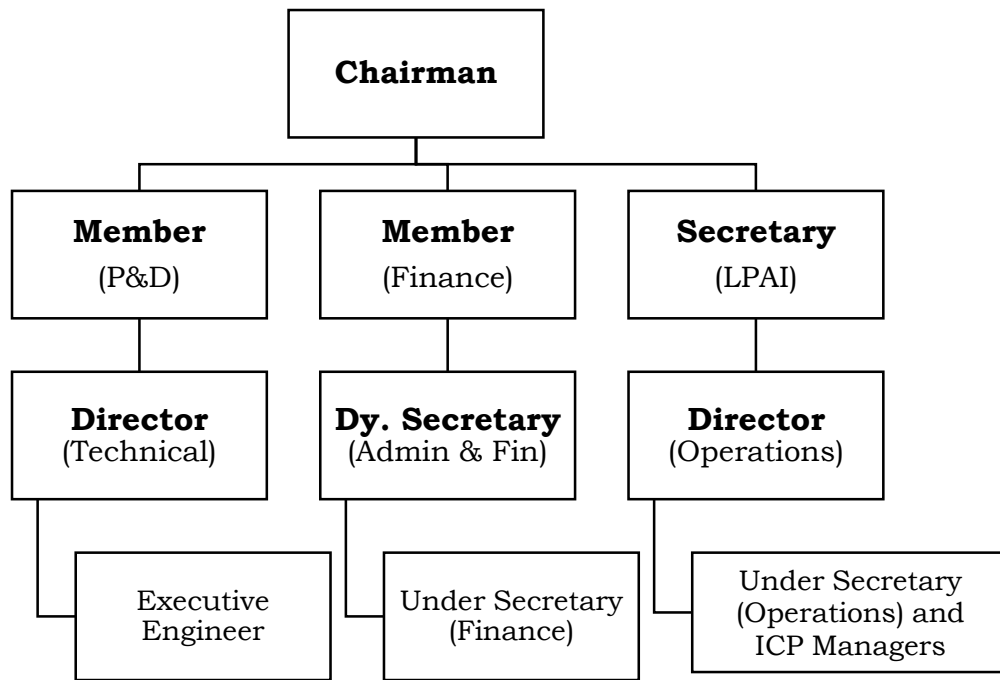 Chairman
Member
(P&D)
Member
(Finance)
Secretary
(LPAI)
Director
(Technical)
Dy. Secretary
(Admin & Fin)
Director
(Operations)
Executive
Engineer
Under Secretary
(Finance)
Under Secretary
(Operations) and
ICP Managers